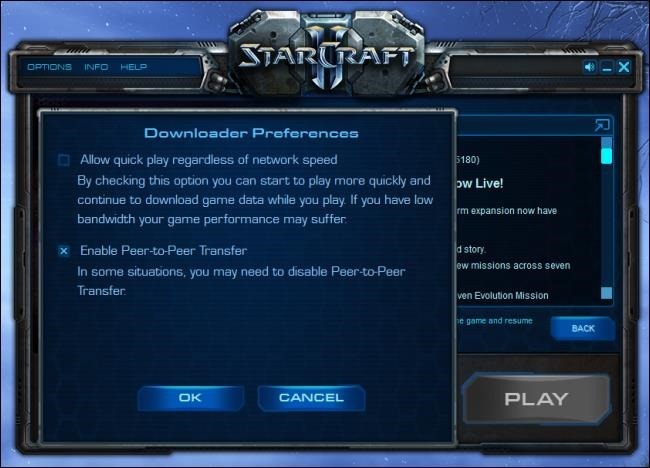 STARCRAFT
II
OPTIONS INFO HELP
Downloader Preferences
Allow quick play regardless of network speed
By checking this option you can start to play more quickly and
continue to download game data while you play. If you have low
bandwidth your game performance may suffer.
Enable Peer-to-Peer Transfer
In some situations, you may need to disable Peer-to-Peer
Transfer.
OK
CANCEL
5180)
ow Live!
rm expansion now have
d story.
ew missions across seven
ven Evolution Mission
ne game and resume
BACK
PLAY